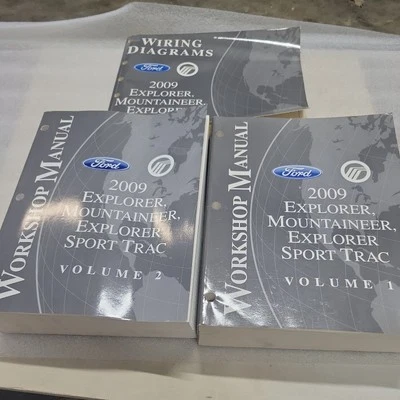 WIRING
DIAGRAMS
Ford
2009
EXPLORER,
MOUNTAINEER,
WORKSHOP MANUAL
Ford
2009
EXPLORER,
MOUNTAINEER,
EXPLORER
SPORT TRAC
VOLUME 2
WORKSHOP MANUAL
Ford
2009
EXPLORER,
MOUNTAINEER,
EXPLORER
SPORT TRAC
VOLUME 1